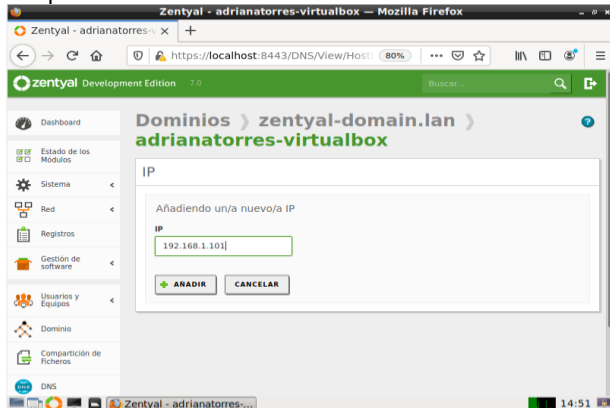 Zentyal - adrianatorres-virtualbox — Mozilla Firefox
Zentyal - adrianatorres-v
https://localhost:8443/DNS/View/Host 80%
zentyal Development Edition 7.0 Buscar...
Dashboard
Estado de los
Módulos
Sistema
Red
Registros
Gestión de
software
Usuarios y
Equipos
Dominio
Compartición de
Ficheros
DNS
Dominios zentyal-domain.lan
adrianatorres-virtualbox
IP
Añadiendo un/a nuevo/a IP
IP
192.168.1.101
AÑADIR CANCELAR
Zentyal - adrianatorres-... 14:51